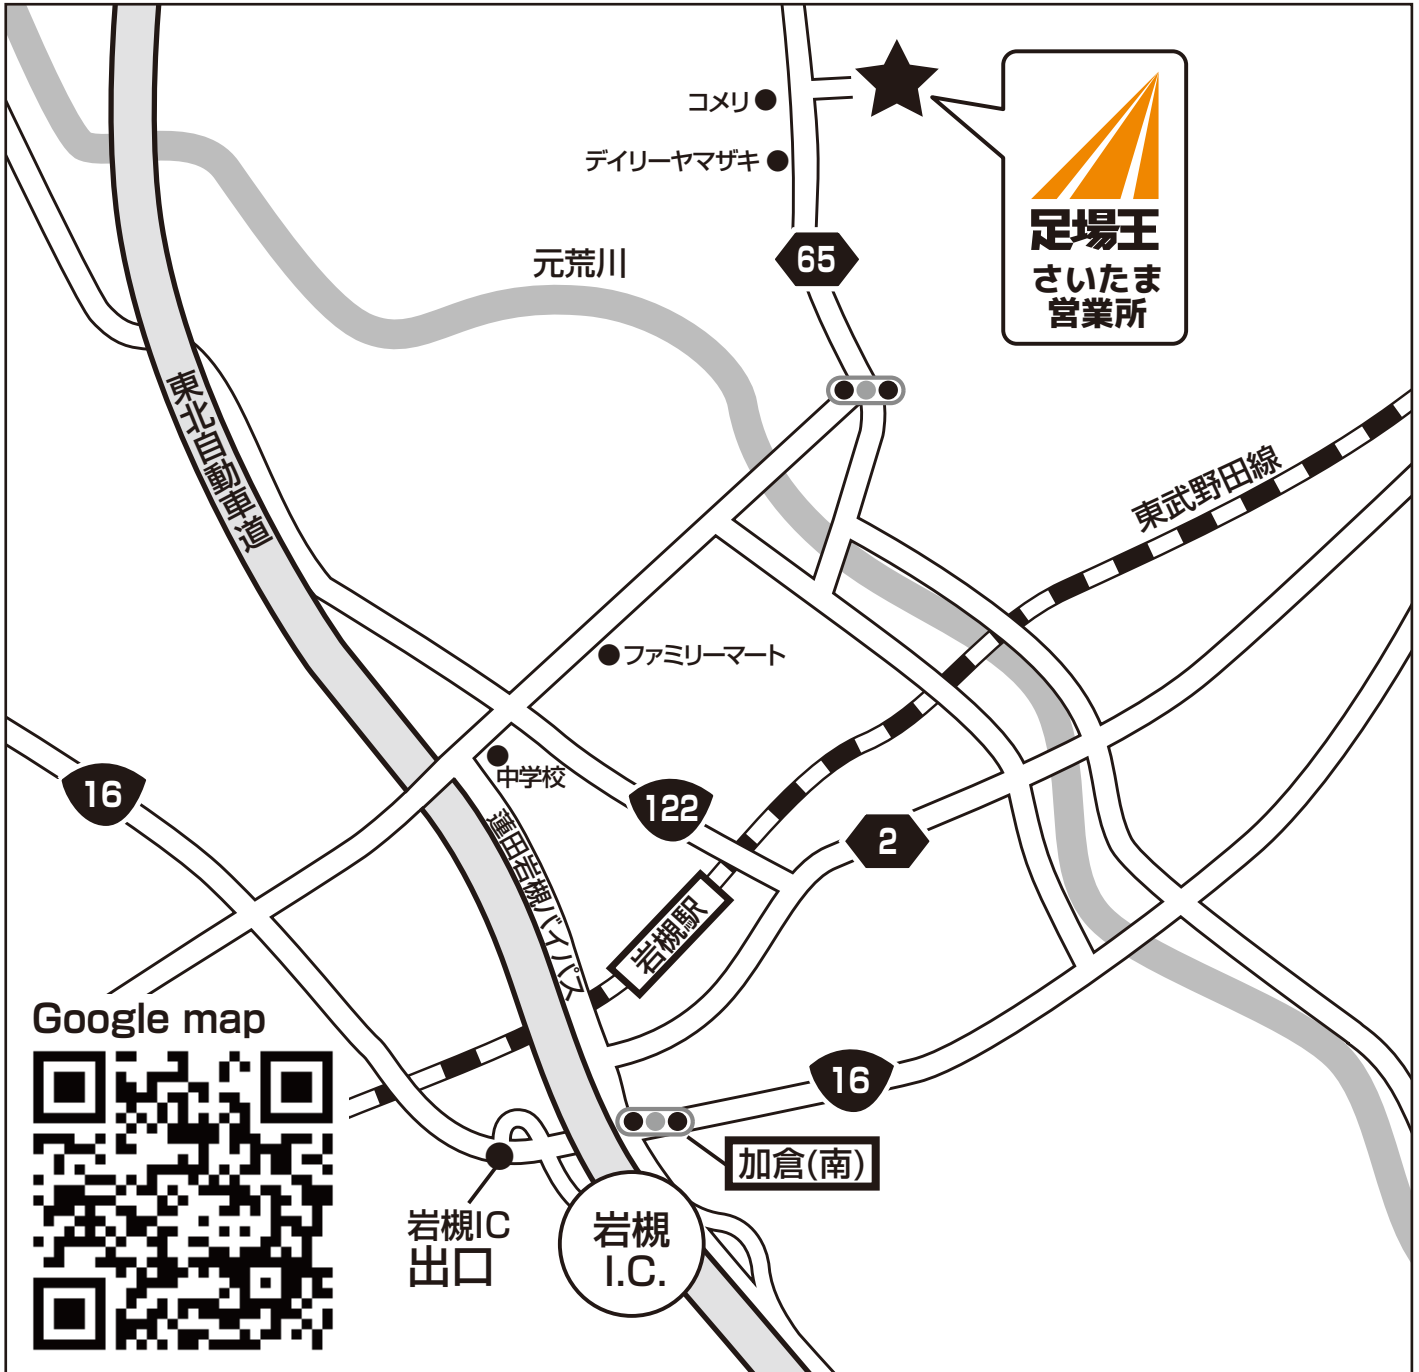 コメリ
デイリーヤマザキ
足場王
さいたま
営業所
65
元荒川
東北自動車道
東武野田線
ファミリーマート
中学校
16
122
2
蓮田岩槻バイパス
岩槻駅
Google map
16
加倉(南)
岩槻IC
出口
岩槻
I.C.